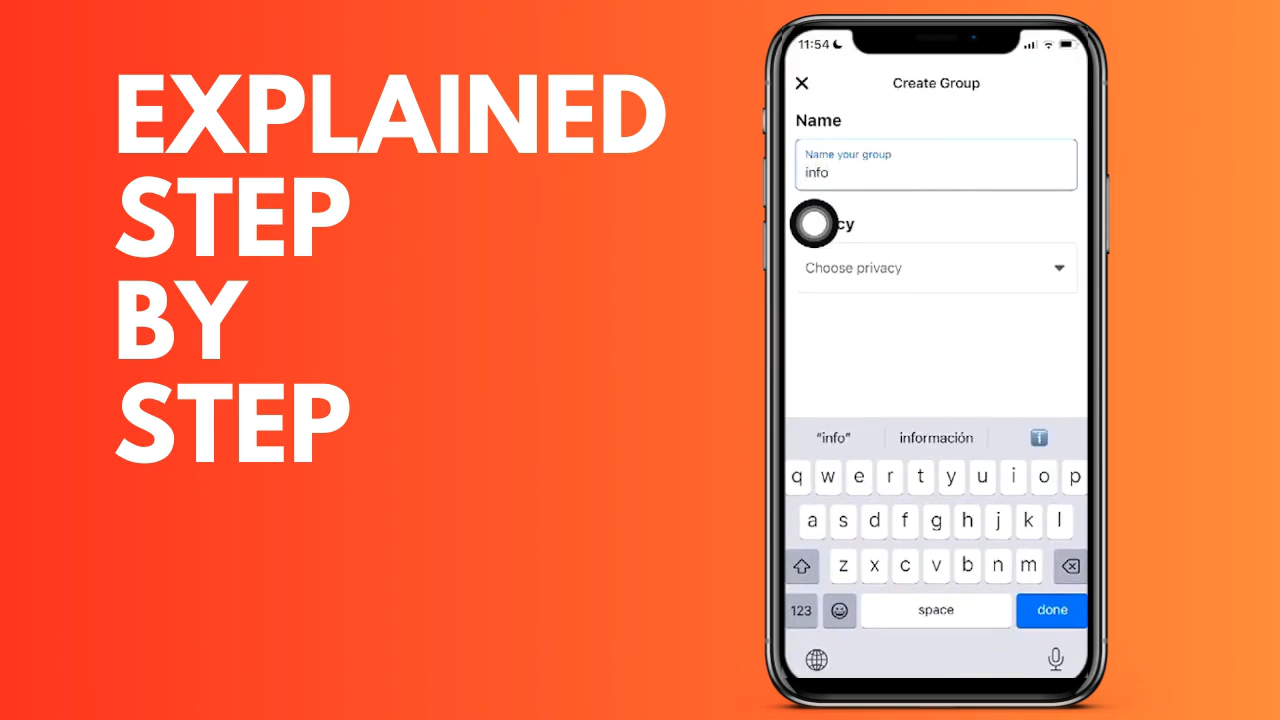 EXPLAINED
STEP
BY
STEP
11:54
Create Group
Name
Name your group
info
cy
Choose privacy
"info"
información
q w e r t y u i o p
a s d f g h j k l
z x c v b n m
123
space
done